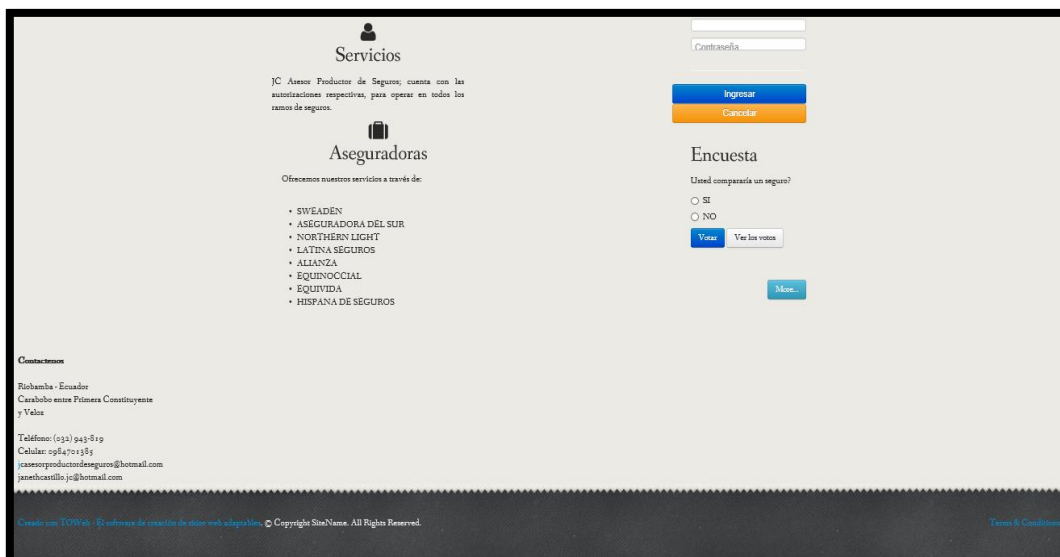 Servicios
JC Asesor Productor de Seguros; cuenta con las
autorizaciones respectivas, para operar en todos los
ramos de seguros.
Aseguradoras
Ofrecemos nuestros servicios a través de:
• SWEADEN
• ASEGURADORA DEL SUR
• NORTHERN LIGHT
• LATINA SEGUROS
• ALIANZA
• EQUINOCCIAL
• EQUIVIDA
• HISPANA DE SEGUROS
Contraseña
Ingresar
Cancelar
Encuesta
Usted compararía un seguro?
SI
NO
Votar Ver los votos
More...
Contactenos
Riobamba - Ecuador
Carabobo entre Primera Constituyente
y Veloz
Teléfono: (032) 943-819
Celular: 0984701385
jcasesorproductordeseguros@hotmail.com
janethcastillo.jc@hotmail.com
Creado con TOWeb - El software de creación de sitios web adaptables. © Copyright SiteName. All Rights Reserved.
Terms & Conditions